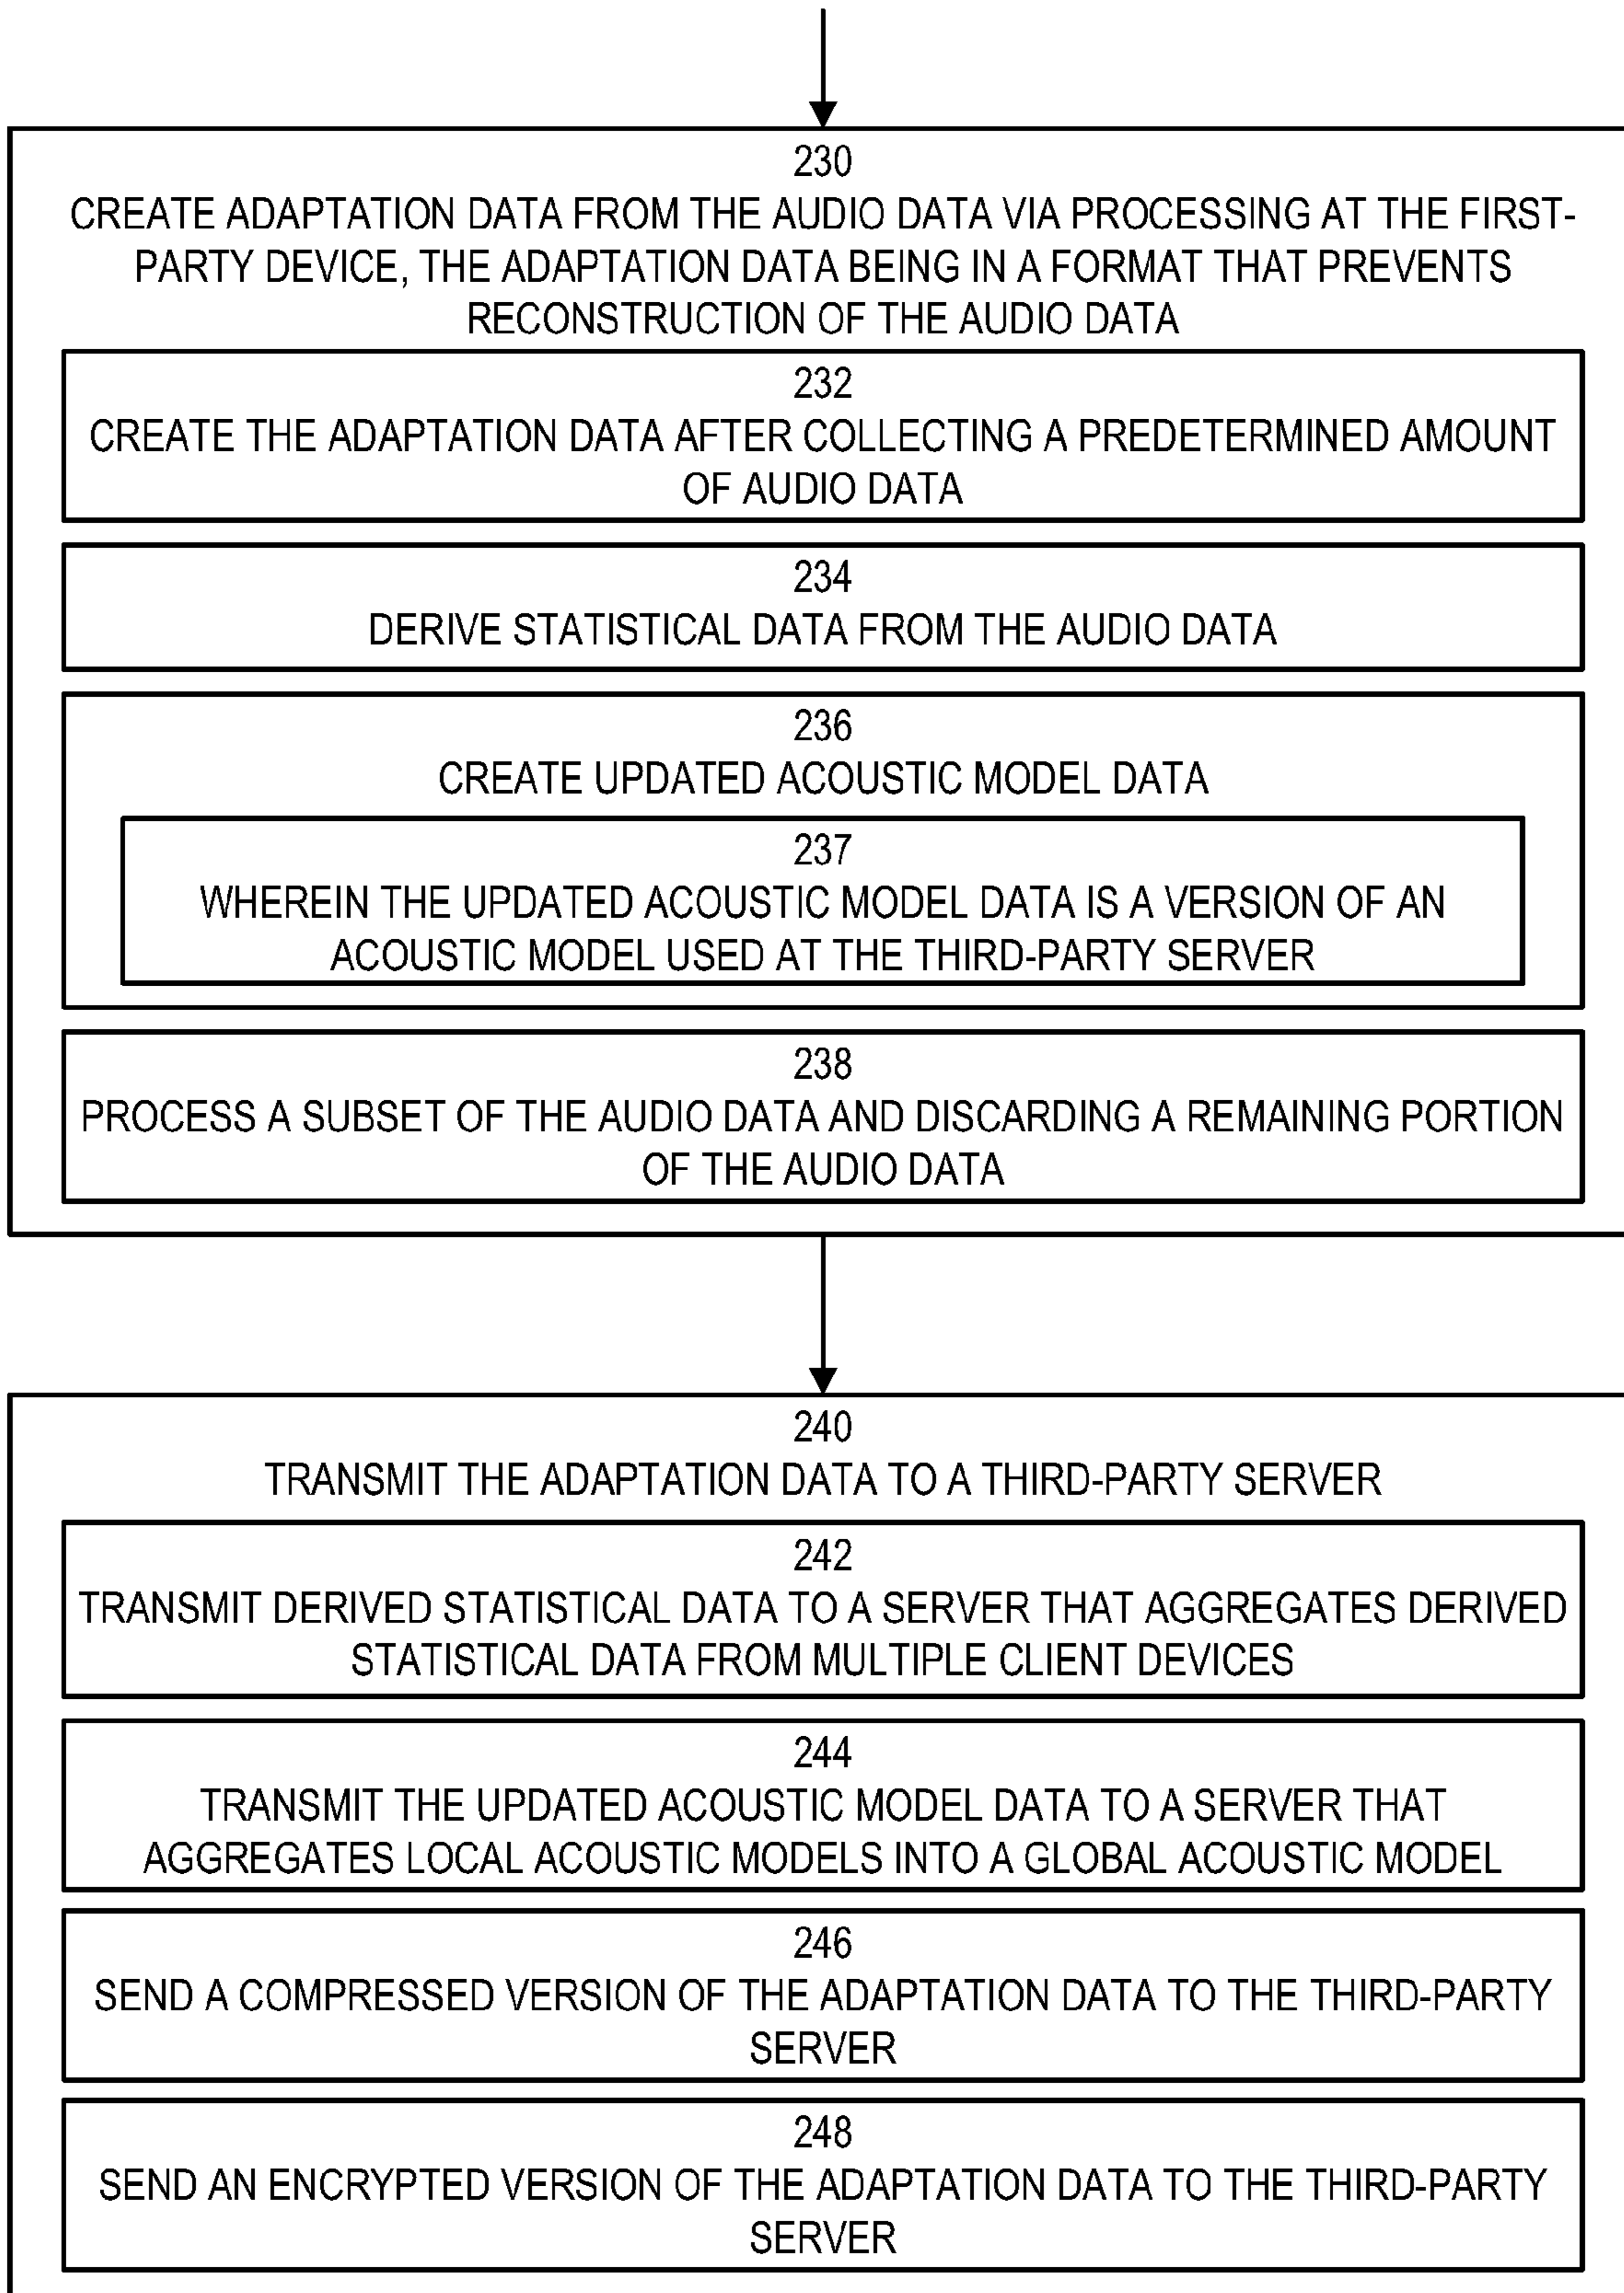 230
CREATE ADAPTATION DATA FROM THE AUDIO DATA VIA PROCESSING AT THE FIRST-
PARTY DEVICE, THE ADAPTATION DATA BEING IN A FORMAT THAT PREVENTS
RECONSTRUCTION OF THE AUDIO DATA
232
CREATE THE ADAPTATION DATA AFTER COLLECTING A PREDETERMINED AMOUNT
OF AUDIO DATA
234
DERIVE STATISTICAL DATA FROM THE AUDIO DATA
236
CREATE UPDATED ACOUSTIC MODEL DATA
237
WHEREIN THE UPDATED ACOUSTIC MODEL DATA IS A VERSION OF AN
ACOUSTIC MODEL USED AT THE THIRD-PARTY SERVER
238
PROCESS A SUBSET OF THE AUDIO DATA AND DISCARDING A REMAINING PORTION
OF THE AUDIO DATA
240
TRANSMIT THE ADAPTATION DATA TO A THIRD-PARTY SERVER
242
TRANSMIT DERIVED STATISTICAL DATA TO A SERVER THAT AGGREGATES DERIVED
STATISTICAL DATA FROM MULTIPLE CLIENT DEVICES
244
TRANSMIT THE UPDATED ACOUSTIC MODEL DATA TO A SERVER THAT
AGGREGATES LOCAL ACOUSTIC MODELS INTO A GLOBAL ACOUSTIC MODEL
246
SEND A COMPRESSED VERSION OF THE ADAPTATION DATA TO THE THIRD-PARTY
SERVER
248
SEND AN ENCRYPTED VERSION OF THE ADAPTATION DATA TO THE THIRD-PARTY
SERVER